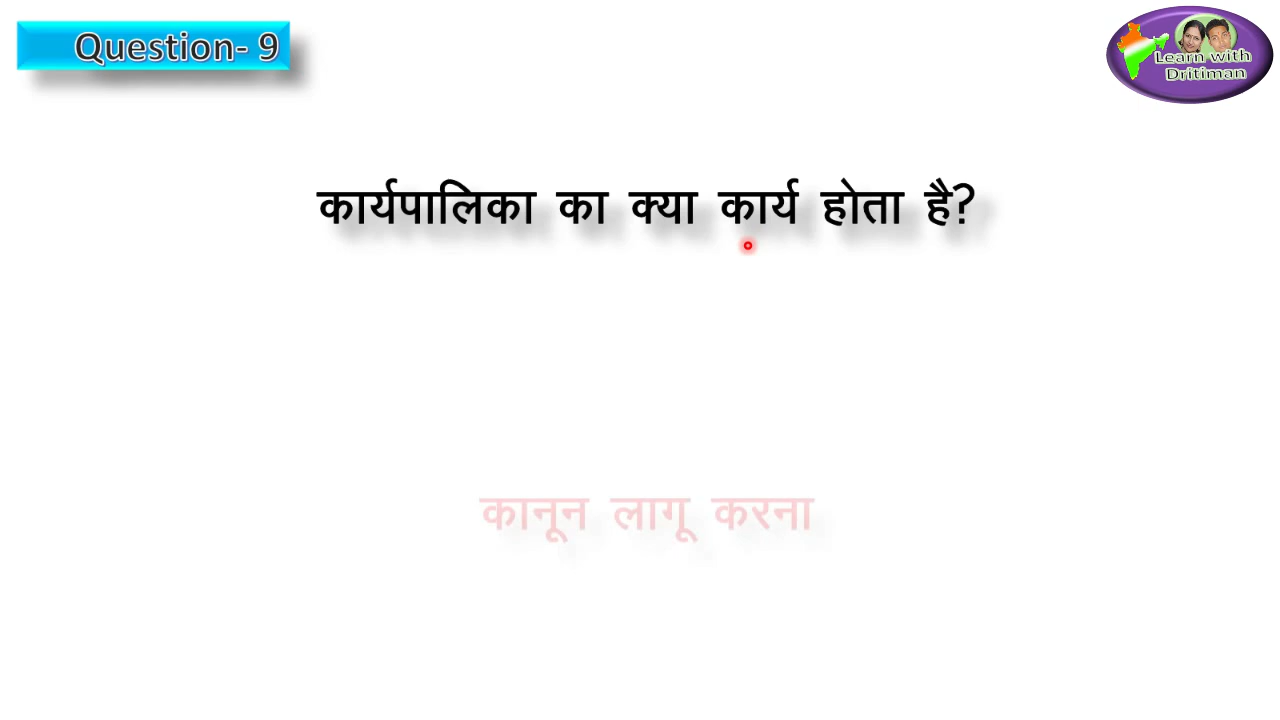 Question- 9
Learn with
Dritiman
कार्यपालिका का क्या कार्य होता है?
कानून लागू करना